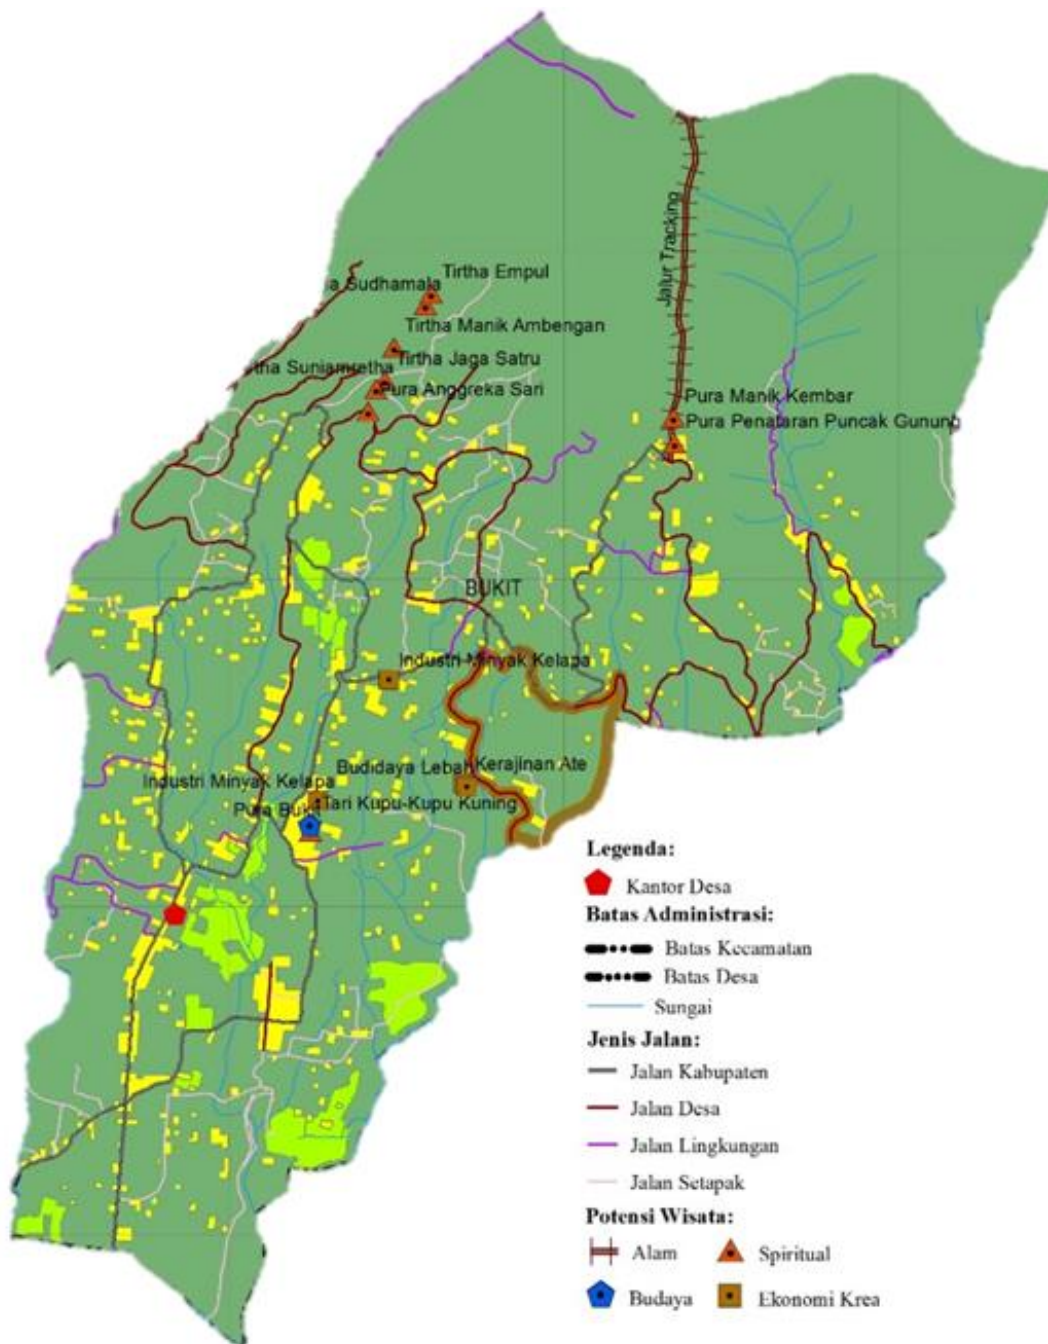 Tirtha Empul
a Sudhamala
Tirtha Manik Ambengan
Tirtha Jaga Satru
tha Suniamretha
Pura Anggreka Sari
Jalur Tracking
Pura Manik Kembar
Pura Penataran Puncak Gunung
BUKIT
Industri Minyak Kelapa
Budidaya Lebah
Kerajinan Ate
Industri Minyak Kelapa
Tari Kupu-Kupu Kuning
Pura Bukit
Legenda:
Kantor Desa
Batas Administrasi:
Batas Kecamatan
Batas Desa
Sungai
Jenis Jalan:
Jalan Kabupaten
Jalan Desa
Jalan Lingkungan
Jalan Setapak
Potensi Wisata:
Alam
Spiritual
Budaya
Ekonomi Krea